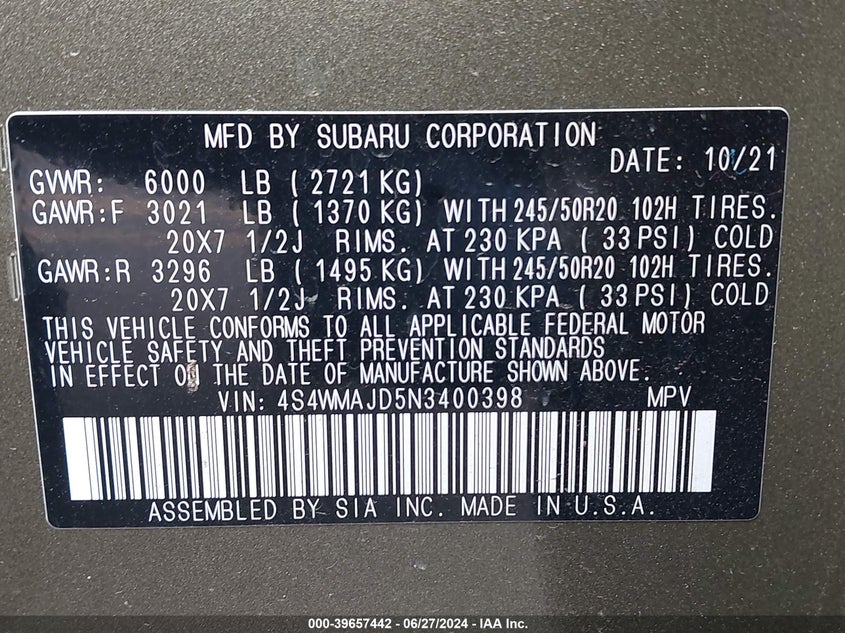 MFD BY SUBARU CORPORATION
DATE: 10/21
GVWR: 6000 LB ( 2721 KG)
GAWR:F 3021 LB ( 1370 KG) WITH 245/50R20 102H TIRES.
20X7 1/2J RIMS. AT 230 KPA ( 33 PSI) COLD
GAWR:R 3296 LB ( 1495 KG) WITH 245/50R20 102H TIRES.
20X7 1/2J RIMS. AT 230 KPA ( 33 PSI) COLD
THIS VEHICLE CONFORMS TO ALL APPLICABLE FEDERAL MOTOR
VEHICLE SAFETY AND THEFT PREVENTION STANDARDS
IN EFFECT ON THE DATE OF MANUFACTURE SHOWN ABOVE.
VIN: 4S4WMAJD5N3400398 MPV
ASSEMBLED BY SIA INC. MADE IN U.S.A.
000-39657442 - 06/27/2024 - IAA Inc.